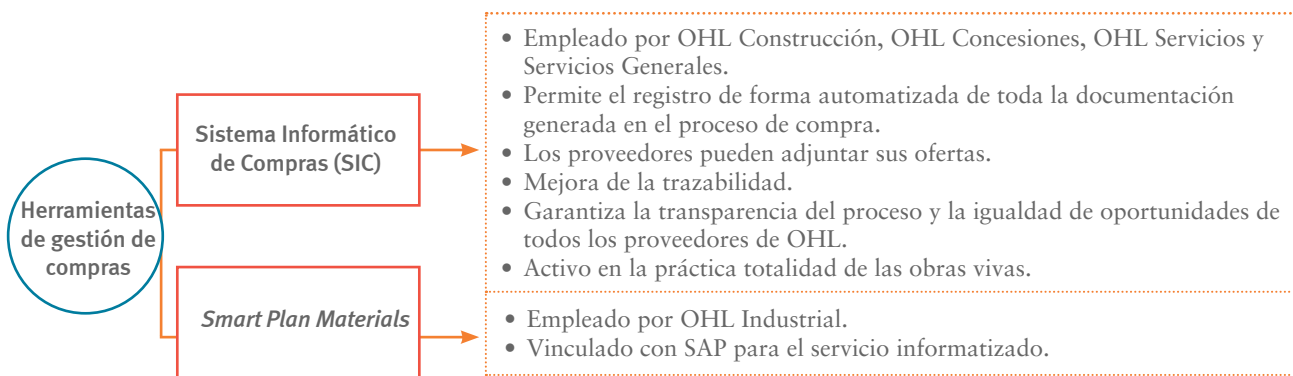 Herramientas
de gestión de
compras
Sistema Informático
de Compras (SIC)
• Empleado por OHL Construcción, OHL Concesiones, OHL Servicios y
Servicios Generales.
• Permite el registro de forma automatizada de toda la documentación
generada en el proceso de compra.
• Los proveedores pueden adjuntar sus ofertas.
• Mejora de la trazabilidad.
• Garantiza la transparencia del proceso y la igualdad de oportunidades de
todos los proveedores de OHL.
• Activo en la práctica totalidad de las obras vivas.
Smart Plan Materials
• Empleado por OHL Industrial.
• Vinculado con SAP para el servicio informatizado.